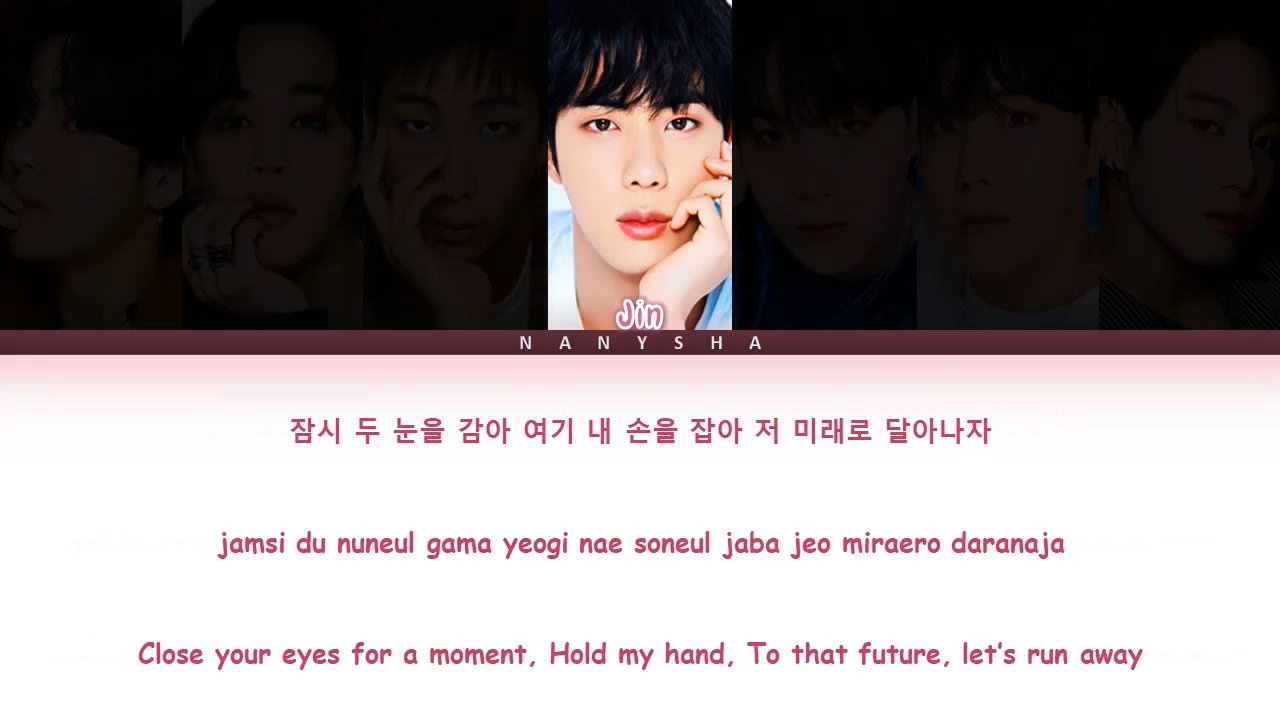 Jin
NANYSHA
잠시 두 눈을 감아 여기 내 손을 잡아 저 미래로 달아나자
jamsi du nuneul gama yeogi nae soneul jaba jeo miraero daranaja
Close your eyes for a moment, Hold my hand, To that future, let's run away